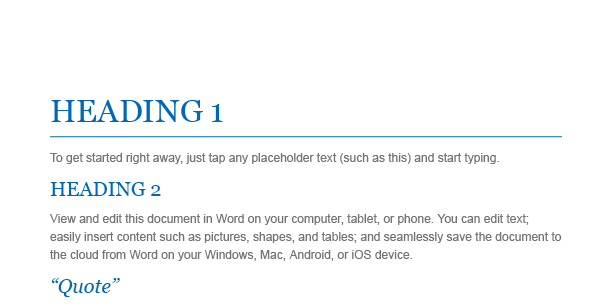 HEADING 1
To get started right away, just tap any placeholder text (such as this) and start typing.
HEADING 2
View and edit this document in Word on your computer, tablet, or phone. You can edit text;
easily insert content such as pictures, shapes, and tables; and seamlessly save the document to
the cloud from Word on your Windows, Mac, Android, or iOS device.
“Quote”